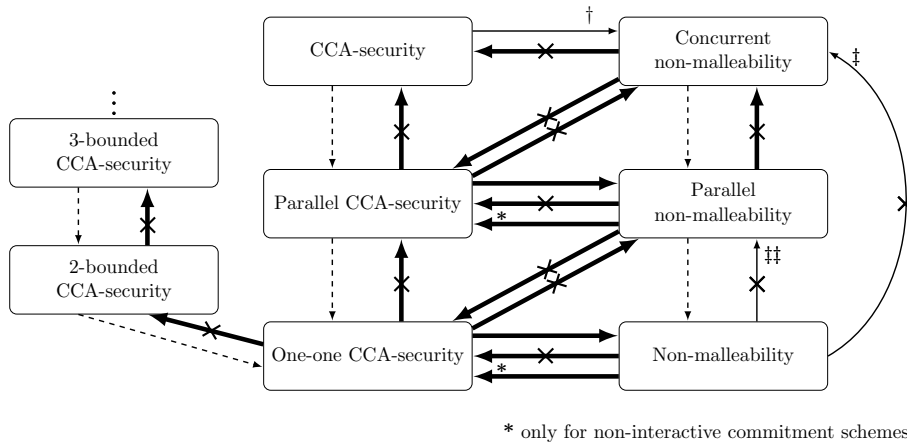 †
CCA-security
Concurrent
non-malleability
‡
⋮
3-bounded
CCA-security
Parallel CCA-security
*
Parallel
non-malleability
2-bounded
CCA-security
‡‡
One-one CCA-security
*
Non-malleability
* only for non-interactive commitment schemes